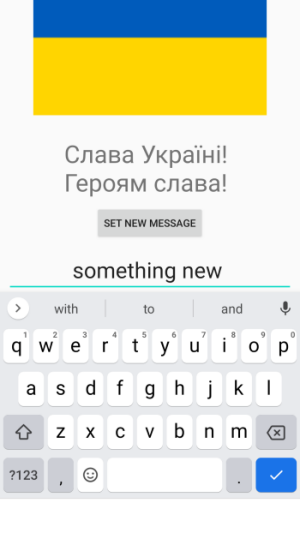 Слава Україні!
Героям слава!
SET NEW MESSAGE
something new
with to and
1 2 3 4 5 6 7 8 9 0
q w e r t y u i o p
a s d f g h j k l
z x c v b n m
?123 , .